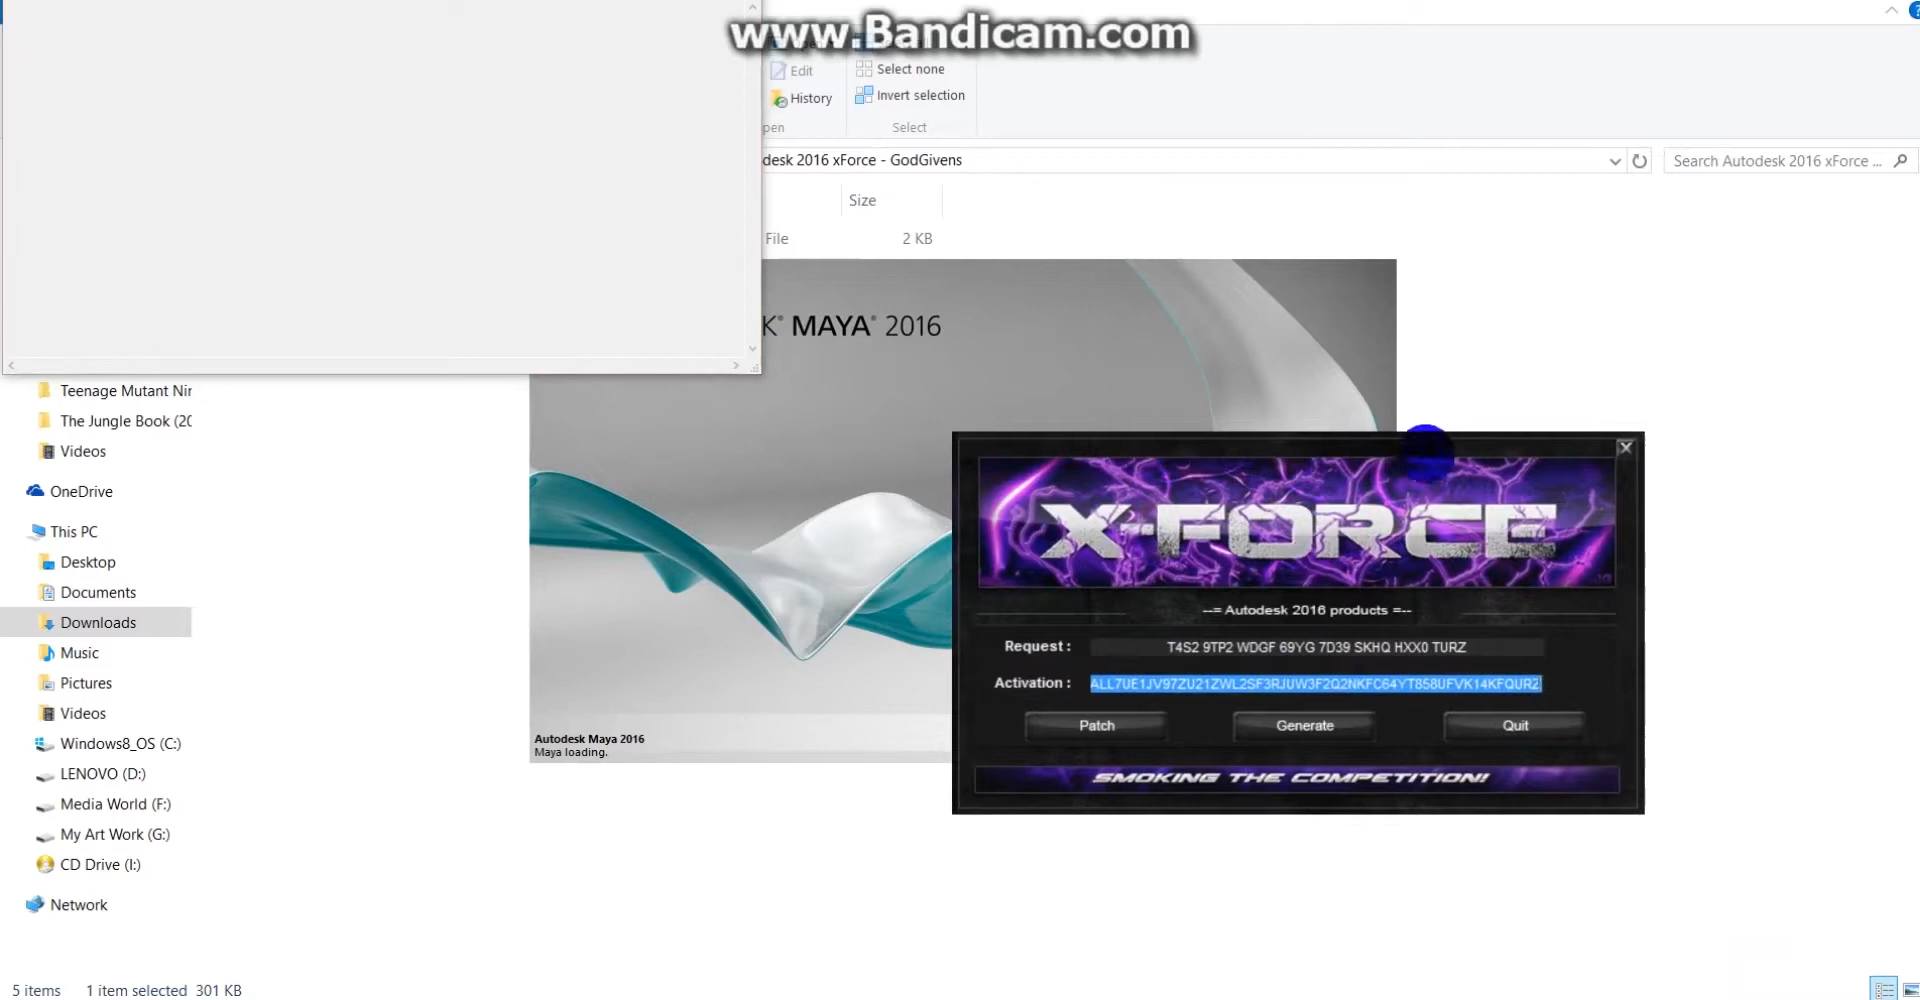 www.Bandicam.com
Edit
Select none
History
Invert selection
pen
Select
desk 2016 xForce - GodGivens
Search Autodesk 2016 xForce ...
Size
File
2 KB
K® MAYA® 2016
Teenage Mutant Nin
The Jungle Book (20
Videos
OneDrive
This PC
Desktop
Documents
Downloads
Music
Pictures
Videos
Windows8_OS (C:)
LENOVO (D:)
Media World (F:)
My Art Work (G:)
CD Drive (I:)
Network
Autodesk Maya 2016
Maya loading.
X-FORCE
--= Autodesk 2016 products =--
Request :
T4S2 9TP2 WDGF 69YG 7D39 SKHQ HXX0 TURZ
Activation :
ALL7UE1JV97ZU21ZWL2SF3RJUW3F2Q2NKFC64YT858UFVK14KFQURZ
Patch
Generate
Quit
SMOKING THE COMPETITION!
5 items
1 item selected 301 KB